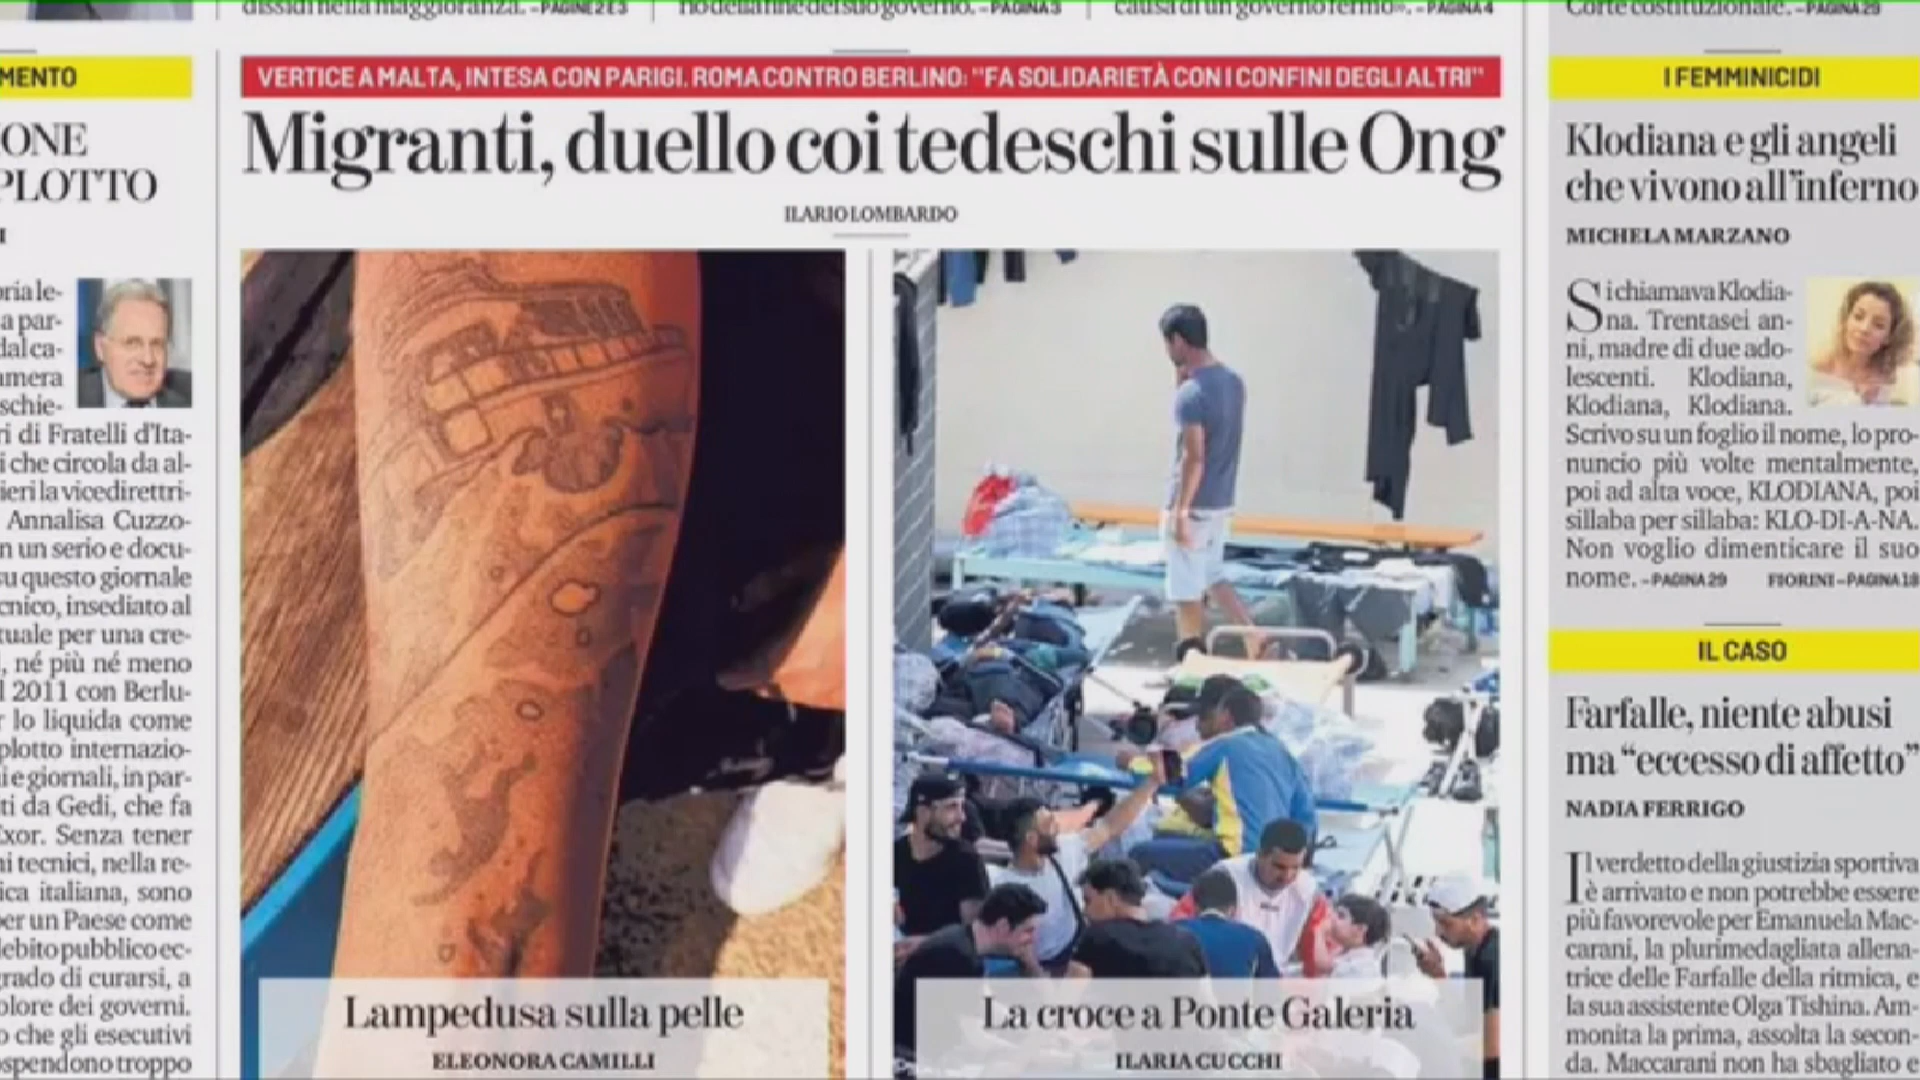 dissidi nella maggioranza. – PAGINE 2 E 3
no della fine del suo governo. – PAGINA 3
causa di un governo fermo». – PAGINA 4
Corte costituzionale. – PAGINA 29
MENTO
IONE
PLOTTO
I
oria le-
a par-
dal ca-
amera
schie-
ri di Fratelli d'Ita-
i che circola da al-
ieri la vicedirettri-
Annalisa Cuzzo-
n un serio e docu-
su questo giornale
cnico, insediato al
tuale per una cre-
, né più né meno
l 2011 con Berlu-
r lo liquida come
plotto internazio-
i e giornali, in par-
ti da Gedi, che fa
Exor. Senza tener
ni tecnici, nella re-
ica italiana, sono
per un Paese come
debito pubblico ec-
grado di curarsi, a
olore dei governi.
o che gli esecutivi
ospendono troppo
VERTICE A MALTA, INTESA CON PARIGI. ROMA CONTRO BERLINO: "FA SOLIDARIETÀ CON I CONFINI DEGLI ALTRI"
Migranti, duello coi tedeschi sulle Ong
ILARIO LOMBARDO
Lampedusa sulla pelle
ELEONORA CAMILLI
La croce a Ponte Galeria
ILARIA CUCCHI
I FEMMINICIDI
Klodiana e gli angeli
che vivono all'inferno
MICHELA MARZANO
Si chiamava Klodia-
na. Trentasei an-
ni, madre di due ado-
lescenti. Klodiana,
Klodiana, Klodiana.
Scrivo su un foglio il nome, lo pro-
nuncio più volte mentalmente,
poi ad alta voce, KLODIANA, poi
sillaba per sillaba: KLO-DI-A-NA.
Non voglio dimenticare il suo
nome. – PAGINA 29 FIORINI – PAGINA 18
IL CASO
Farfalle, niente abusi
ma "eccesso di affetto"
NADIA FERRIGO
Il verdetto della giustizia sportiva
è arrivato e non potrebbe essere
più favorevole per Emanuela Mac-
carani, la plurimedagliata allena-
trice delle Farfalle della ritmica, e
la sua assistente Olga Tishina. Am-
monita la prima, assolta la secon-
da. Maccarani non ha sbagliato e